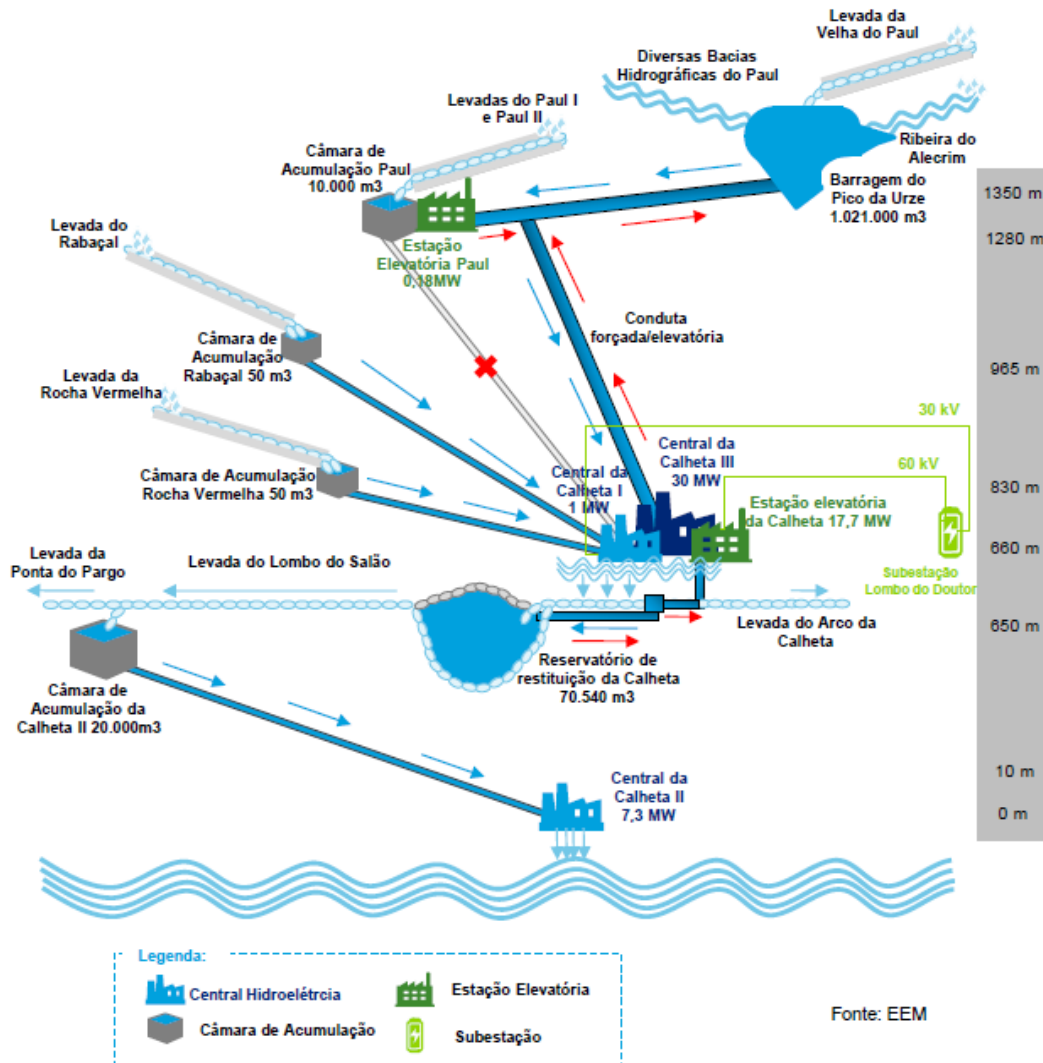 Levada da
Velha do Paul
Diversas Bacias
Hidrográficas do Paul
Levadas do Paul I
e Paul II
Câmara de
Acumulação Paul
10.000 m3
Ribeira do
Alecrim
Barragem do
Pico da Urze
1.021.000 m3
1350 m
1280 m
965 m
830 m
660 m
650 m
10 m
0 m
Levada do
Rabaçal
Estação
Elevatória Paul
0,18MW
Conduta
forçada/elevatória
Câmara de
Acumulação
Rabaçal 50 m3
Levada da
Rocha Vermelha
30 kV
Central da
Calheta III
30 MW
Central da
Calheta I
1 MW
60 kV
Câmara de Acumulação
Rocha Vermelha 50 m3
Estação elevatória
da Calheta 17,7 MW
Subestação
Lombo do Doutor
Levada da
Ponta do Pargo
Levada do Lombo do Salão
Levada do Arco da
Calheta
Reservatório de
restituição da Calheta
70.540 m3
Câmara de
Acumulação da
Calheta II 20.000m3
Central da
Calheta II
7,3 MW
Legenda:
Central Hidroelétrcia
Estação Elevatória
Câmara de Acumulação
Subestação
Fonte: EEM